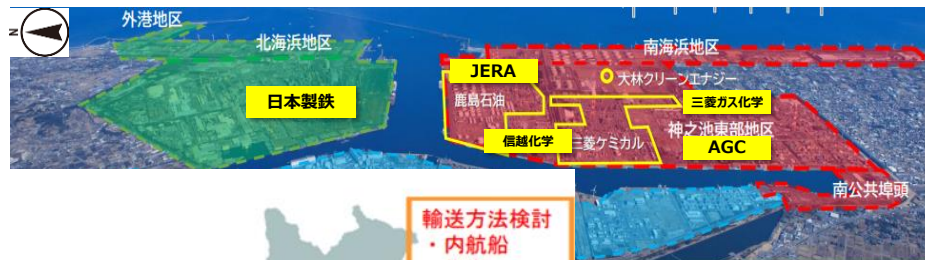 外港地区
N
北海浜地区
南海浜地区
JERA
大林クリーンエナジー
日本製鉄
鹿島石油
三菱ガス化学
神之池東部地区
信越化学
三菱ケミカル
AGC
南公共埠頭
輸送方法検討
・内航船